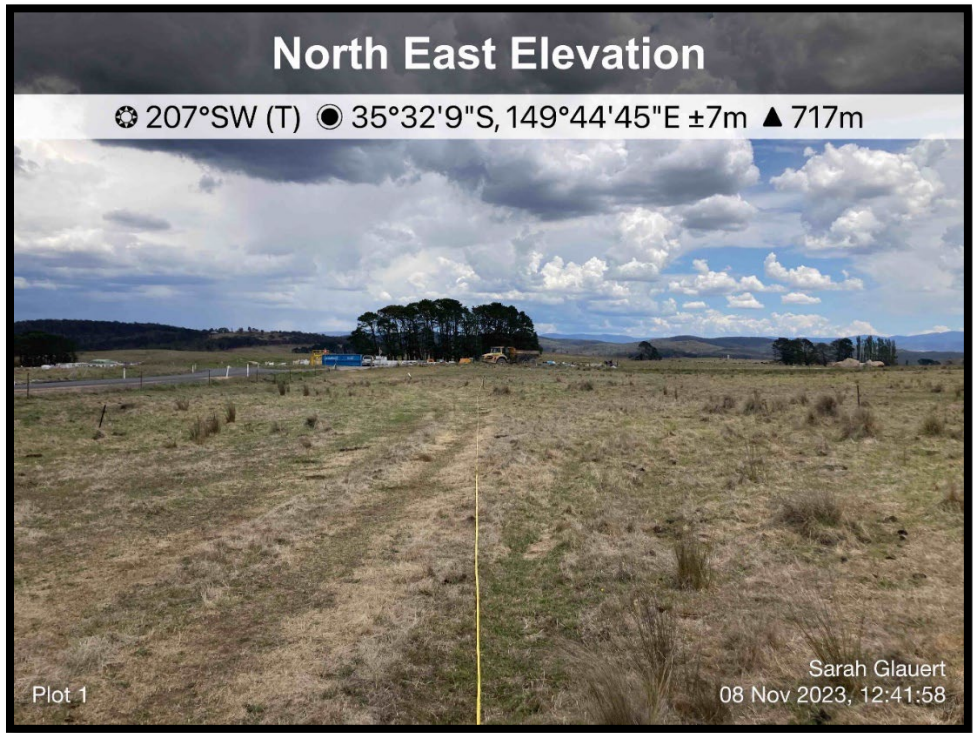 North East Elevation
207°SW (T) 35°32'9"S, 149°44'45"E ±7m ▲ 717m
Sarah Glauert
Plot 1
08 Nov 2023, 12:41:58